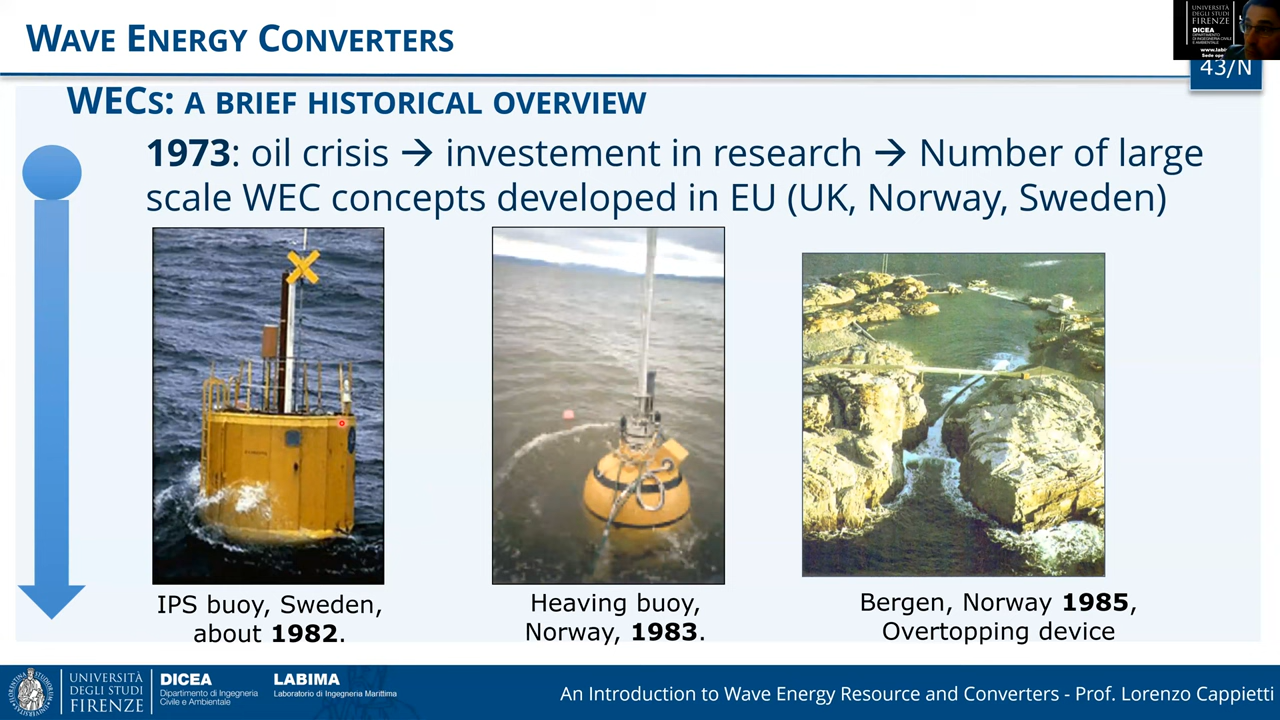 WAVE ENERGY CONVERTERS
UNIVERSITÀ
DEGLI STUDI
FIRENZE
DICEA
43/N
WECS: A BRIEF HISTORICAL OVERVIEW
1973: oil crisis → investement in research → Number of large
scale WEC concepts developed in EU (UK, Norway, Sweden)
IPS buoy, Sweden,
about 1982.
Heaving buoy,
Norway, 1983.
Bergen, Norway 1985,
Overtopping device
UNIVERSITÀ
DEGLI STUDI
FIRENZE
DICEA
Dipartimento di Ingegneria
Civile e Ambientale
LABIMA
Laboratorio di Ingegneria Marittima
An Introduction to Wave Energy Resource and Converters - Prof. Lorenzo Cappietti